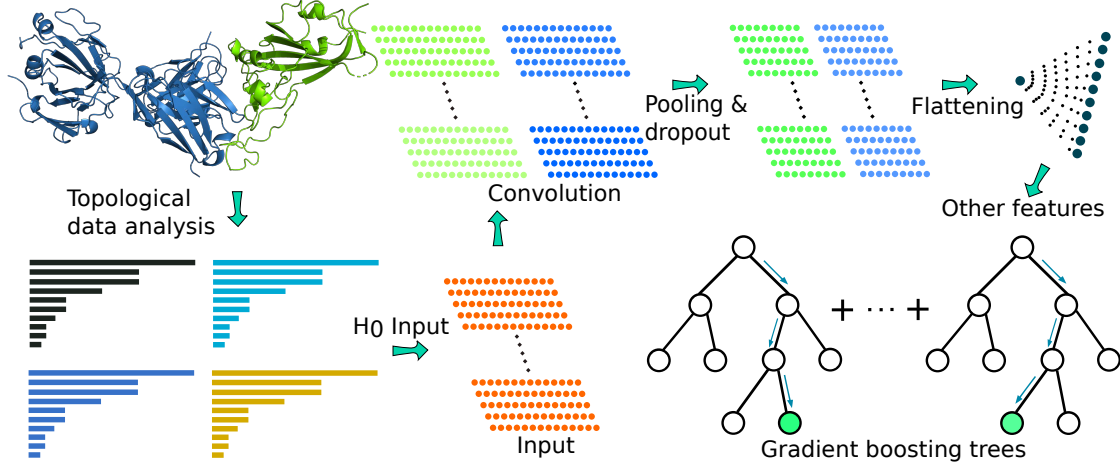 Topological
data analysis
H0 Input
Input
Convolution
Pooling &
dropout
Flattening
Other features
+ ... +
Gradient boosting trees